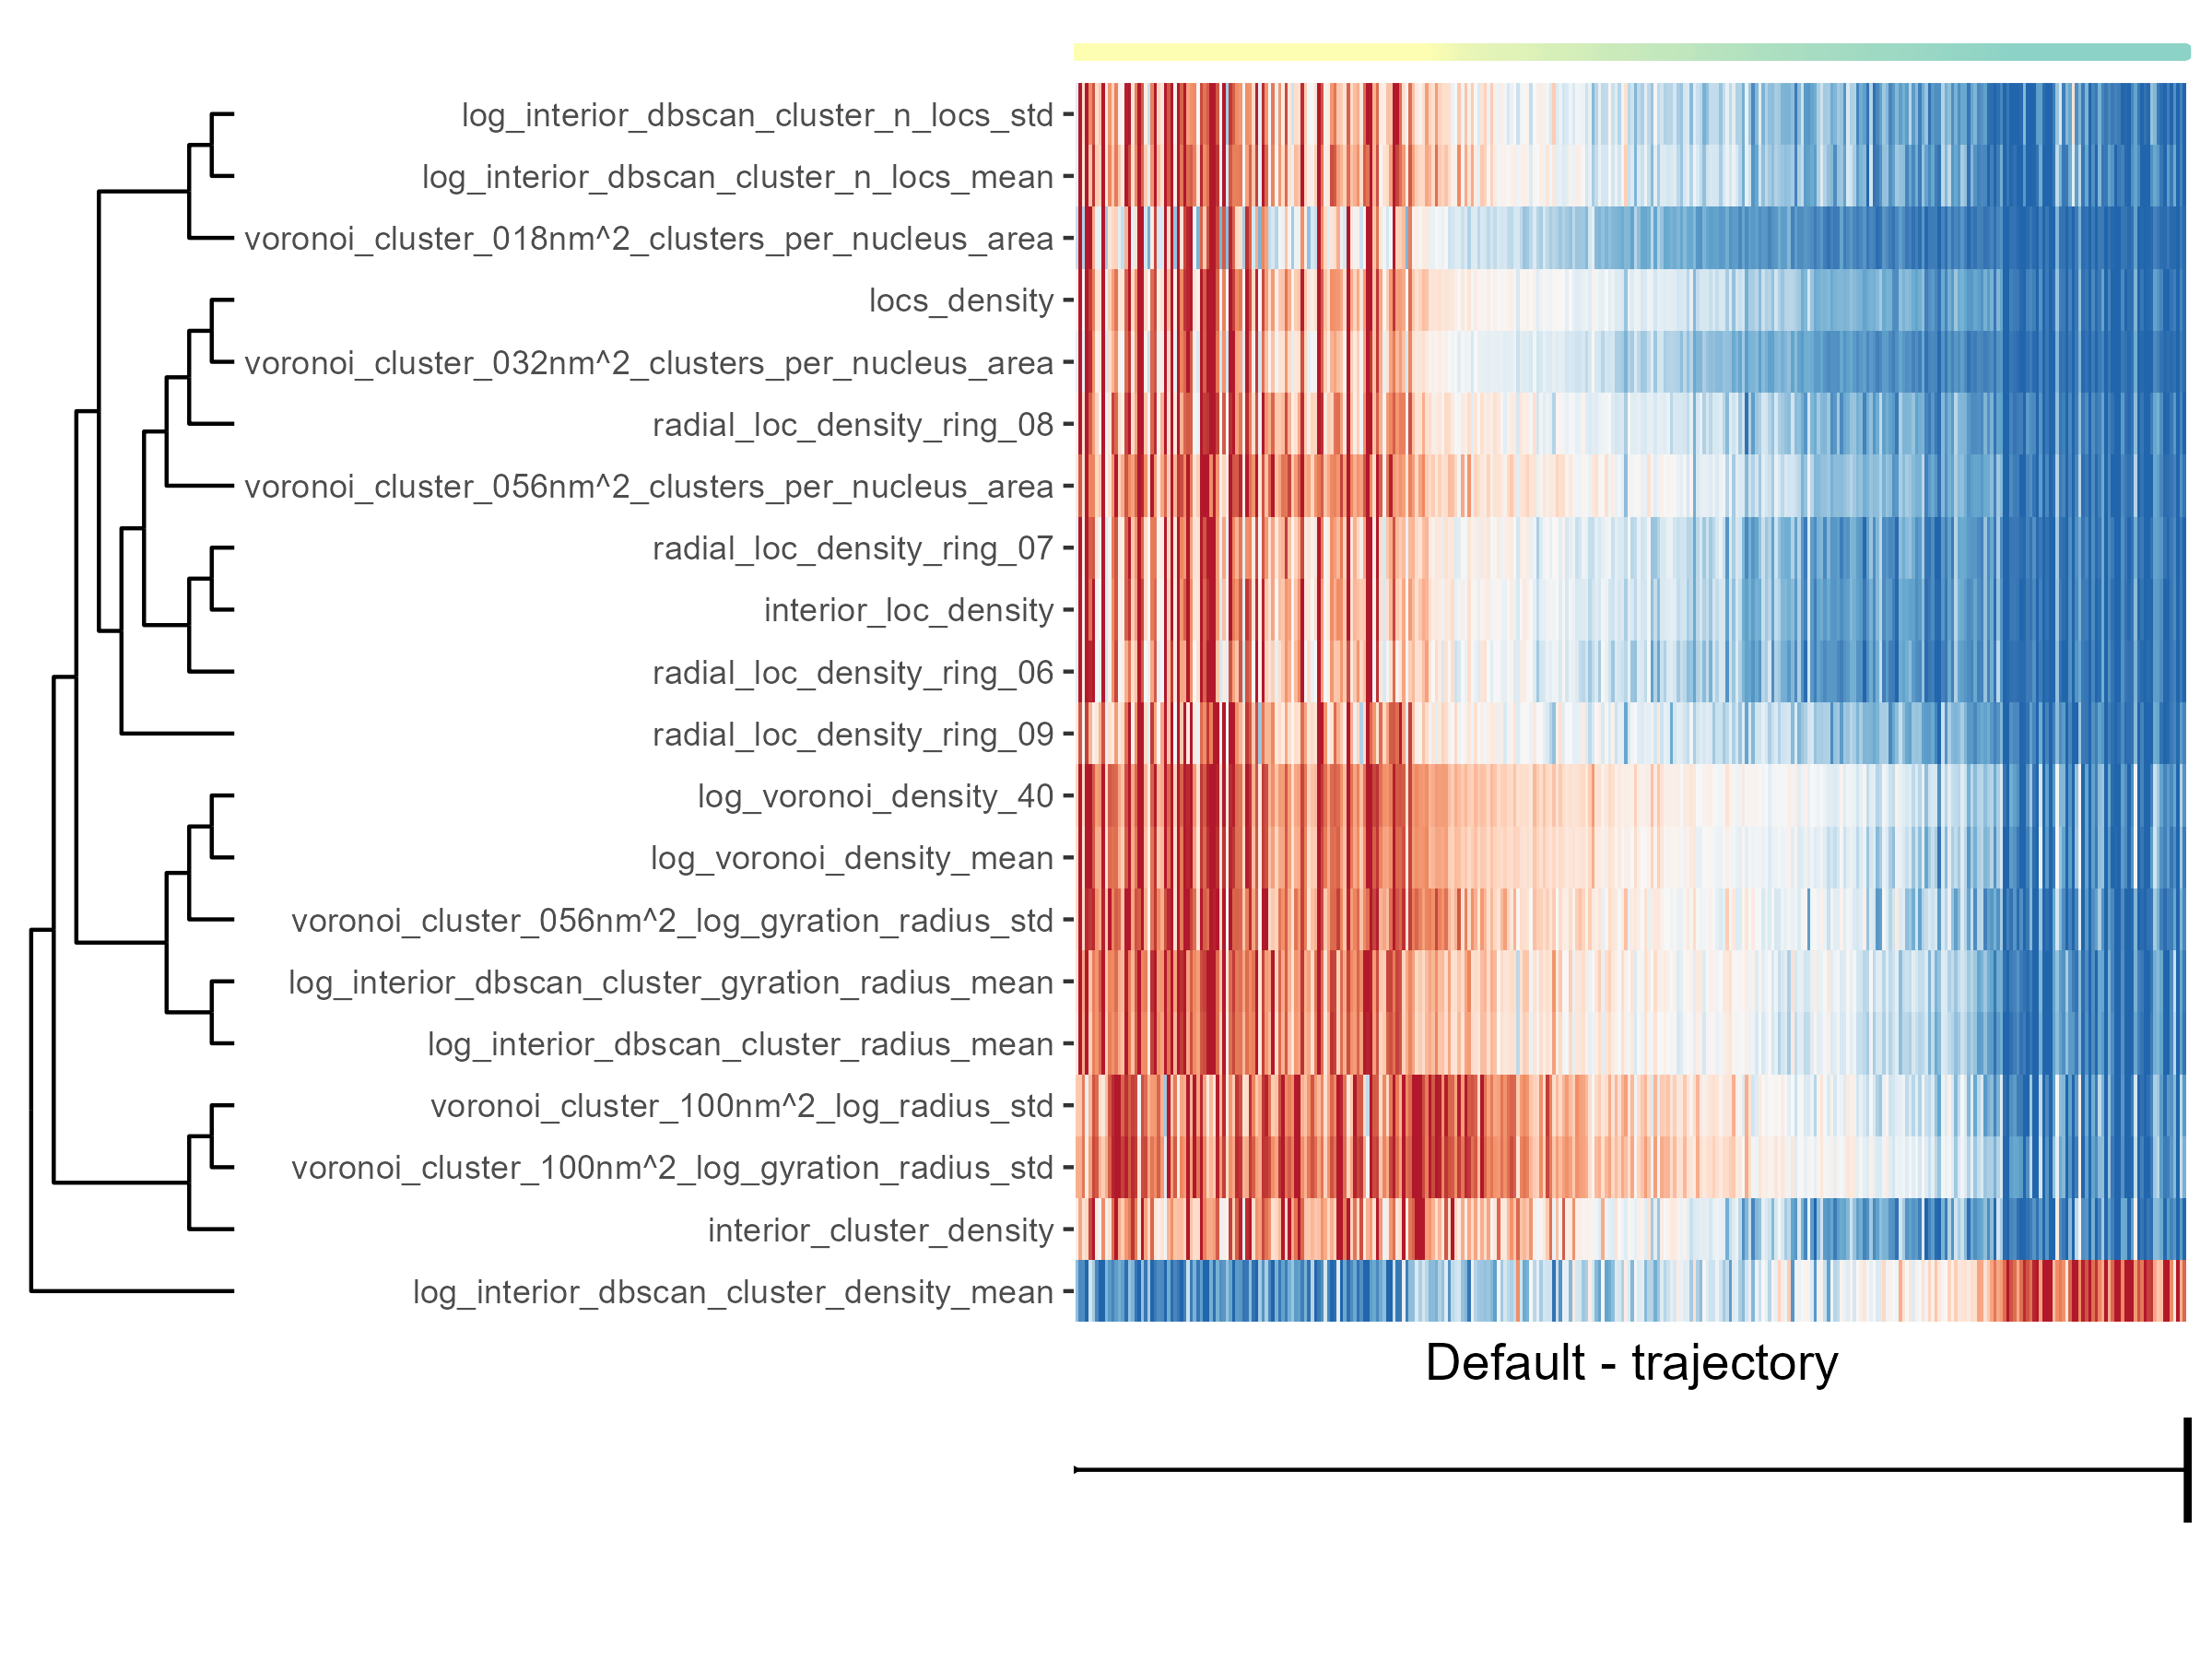 log_interior_dbscan_cluster_n_locs_std
log_interior_dbscan_cluster_n_locs_mean
voronoi_cluster_018nm^2_clusters_per_nucleus_area
locs_density
voronoi_cluster_032nm^2_clusters_per_nucleus_area
radial_loc_density_ring_08
voronoi_cluster_056nm^2_clusters_per_nucleus_area
radial_loc_density_ring_07
interior_loc_density
radial_loc_density_ring_06
radial_loc_density_ring_09
log_voronoi_density_40
log_voronoi_density_mean
voronoi_cluster_056nm^2_log_gyration_radius_std
log_interior_dbscan_cluster_gyration_radius_mean
log_interior_dbscan_cluster_radius_mean
voronoi_cluster_100nm^2_log_radius_std
voronoi_cluster_100nm^2_log_gyration_radius_std
interior_cluster_density
log_interior_dbscan_cluster_density_mean
Default - trajectory